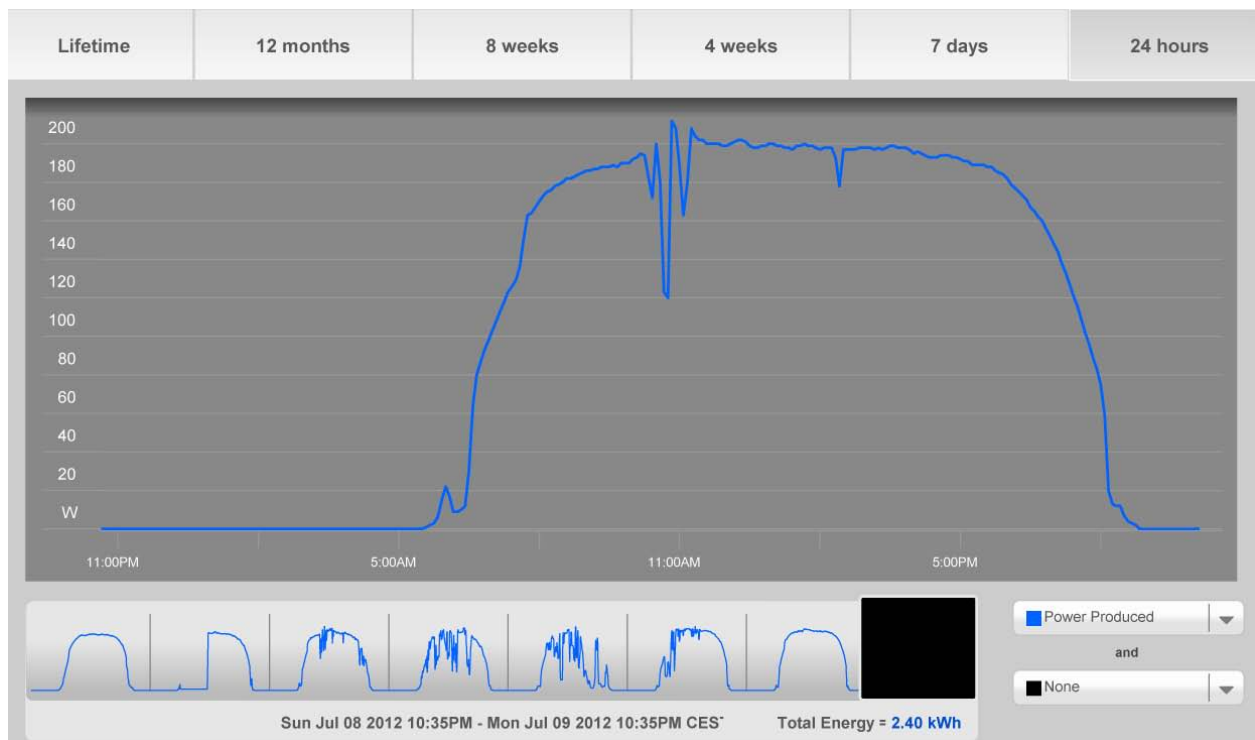 Lifetime 12 months 8 weeks 4 weeks 7 days 24 hours
200
180
160
140
120
100
80
60
40
20
W
11:00PM 5:00AM 11:00AM 5:00PM
Power Produced
and
None
Sun Jul 08 2012 10:35PM - Mon Jul 09 2012 10:35PM CES Total Energy = 2.40 kWh